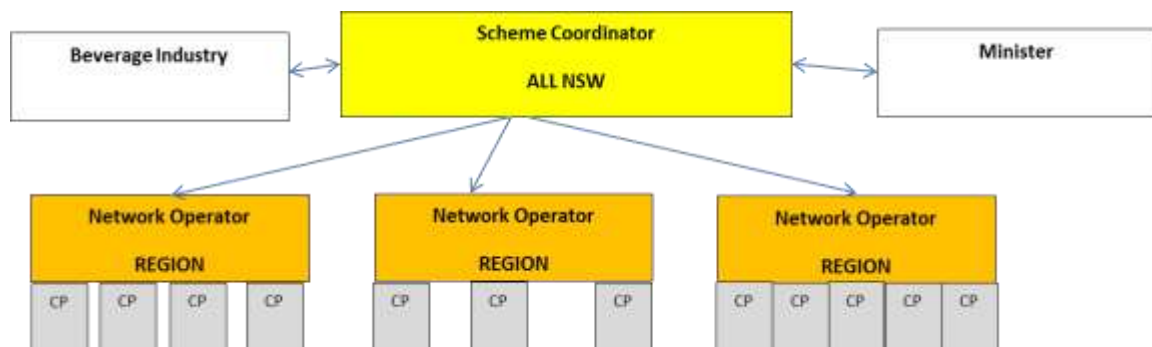 Beverage Industry
Scheme Coordinator
ALL NSW
Minister
Network Operator
REGION
Network Operator
REGION
Network Operator
REGION
CP
CP
CP
CP
CP
CP
CP
CP
CP
CP
CP
CP